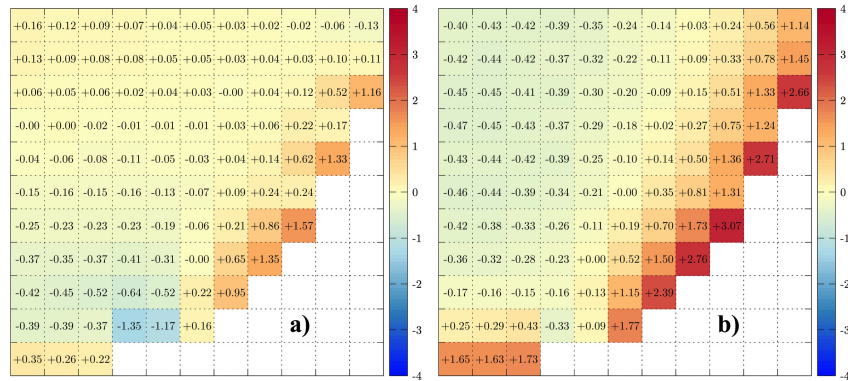 +0.16 +0.12 +0.09 +0.07 +0.04 +0.05 +0.03 +0.02 -0.02 -0.06 -0.13
+0.13 +0.09 +0.08 +0.08 +0.05 +0.04 +0.03 +0.04 +0.03 +0.10 +0.11
+0.06 +0.05 +0.06 +0.04 +0.02 +0.03 -0.00 +0.04 +0.12 +0.52 +1.16
-0.00 +0.00 +0.02 -0.01 -0.01 -0.01 +0.03 +0.06 +0.22 +0.17
-0.04 -0.06 -0.08 -0.11 -0.05 -0.03 +0.04 +0.14 +0.62 +1.33
-0.15 -0.16 -0.16 -0.16 -0.13 -0.07 +0.09 +0.24 +0.24
-0.25 -0.23 -0.23 -0.23 -0.19 -0.06 +0.21 +0.86 +1.57
-0.37 -0.35 -0.37 -0.41 -0.31 -0.00 +0.65 +1.35
-0.42 -0.45 -0.52 -0.64 -0.52 +0.22 +0.95
-0.39 -0.39 -0.37 -1.35 -1.17 +0.16
+0.35 +0.26 +0.22
a)
4
3
2
1
0
-1
-2
-3
-4
-0.40 -0.43 -0.42 -0.39 -0.35 -0.24 -0.14 +0.03 +0.24 +0.56 +1.14
-0.44 -0.44 -0.42 -0.37 -0.32 -0.22 -0.11 +0.09 +0.33 +0.78 +1.45
-0.45 -0.44 -0.41 -0.36 -0.30 -0.20 -0.09 +0.15 +0.51 +1.33 +2.66
-0.47 -0.45 -0.43 -0.37 -0.29 -0.18 +0.02 +0.27 +0.75 +1.24
-0.43 -0.44 -0.42 -0.39 -0.25 -0.10 +0.14 +0.50 +1.36 +2.71
-0.46 -0.44 -0.39 -0.34 -0.21 -0.00 +0.35 +0.81 +1.31
-0.42 -0.38 -0.33 -0.26 -0.11 +0.19 +0.70 +1.73 +3.07
-0.36 -0.32 -0.28 -0.23 +0.00 +0.52 +1.50 +2.76
-0.17 -0.16 -0.15 -0.16 +0.13 +1.15 +2.39
+0.25 +0.29 +0.43 -0.33 +0.09 +1.77
+1.65 +1.63 +1.73
b)
4
3
2
1
0
-1
-2
-3
-4